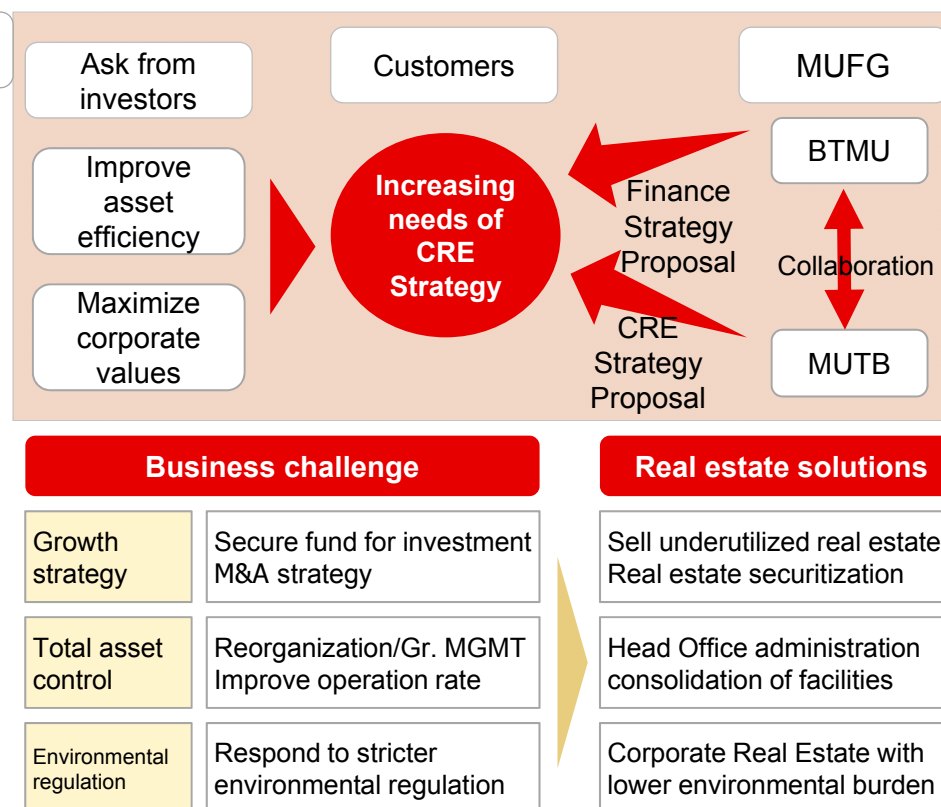 Ask from
investors
Customers
MUFG
Improve
asset
efficiency
Maximize
corporate
values
Increasing
needs of
CRE
Strategy
Finance
Strategy
Proposal
CRE
Strategy
Proposal
BTMU
Collaboration
MUTB
Business challenge
Real estate solutions
Growth
strategy
Secure fund for investment
M&A strategy
Sell underutilized real estate
Real estate securitization
Total asset
control
Reorganization/Gr. MGMT
Improve operation rate
Head Office administration
consolidation of facilities
Environmental
regulation
Respond to stricter
environmental regulation
Corporate Real Estate with
lower environmental burden